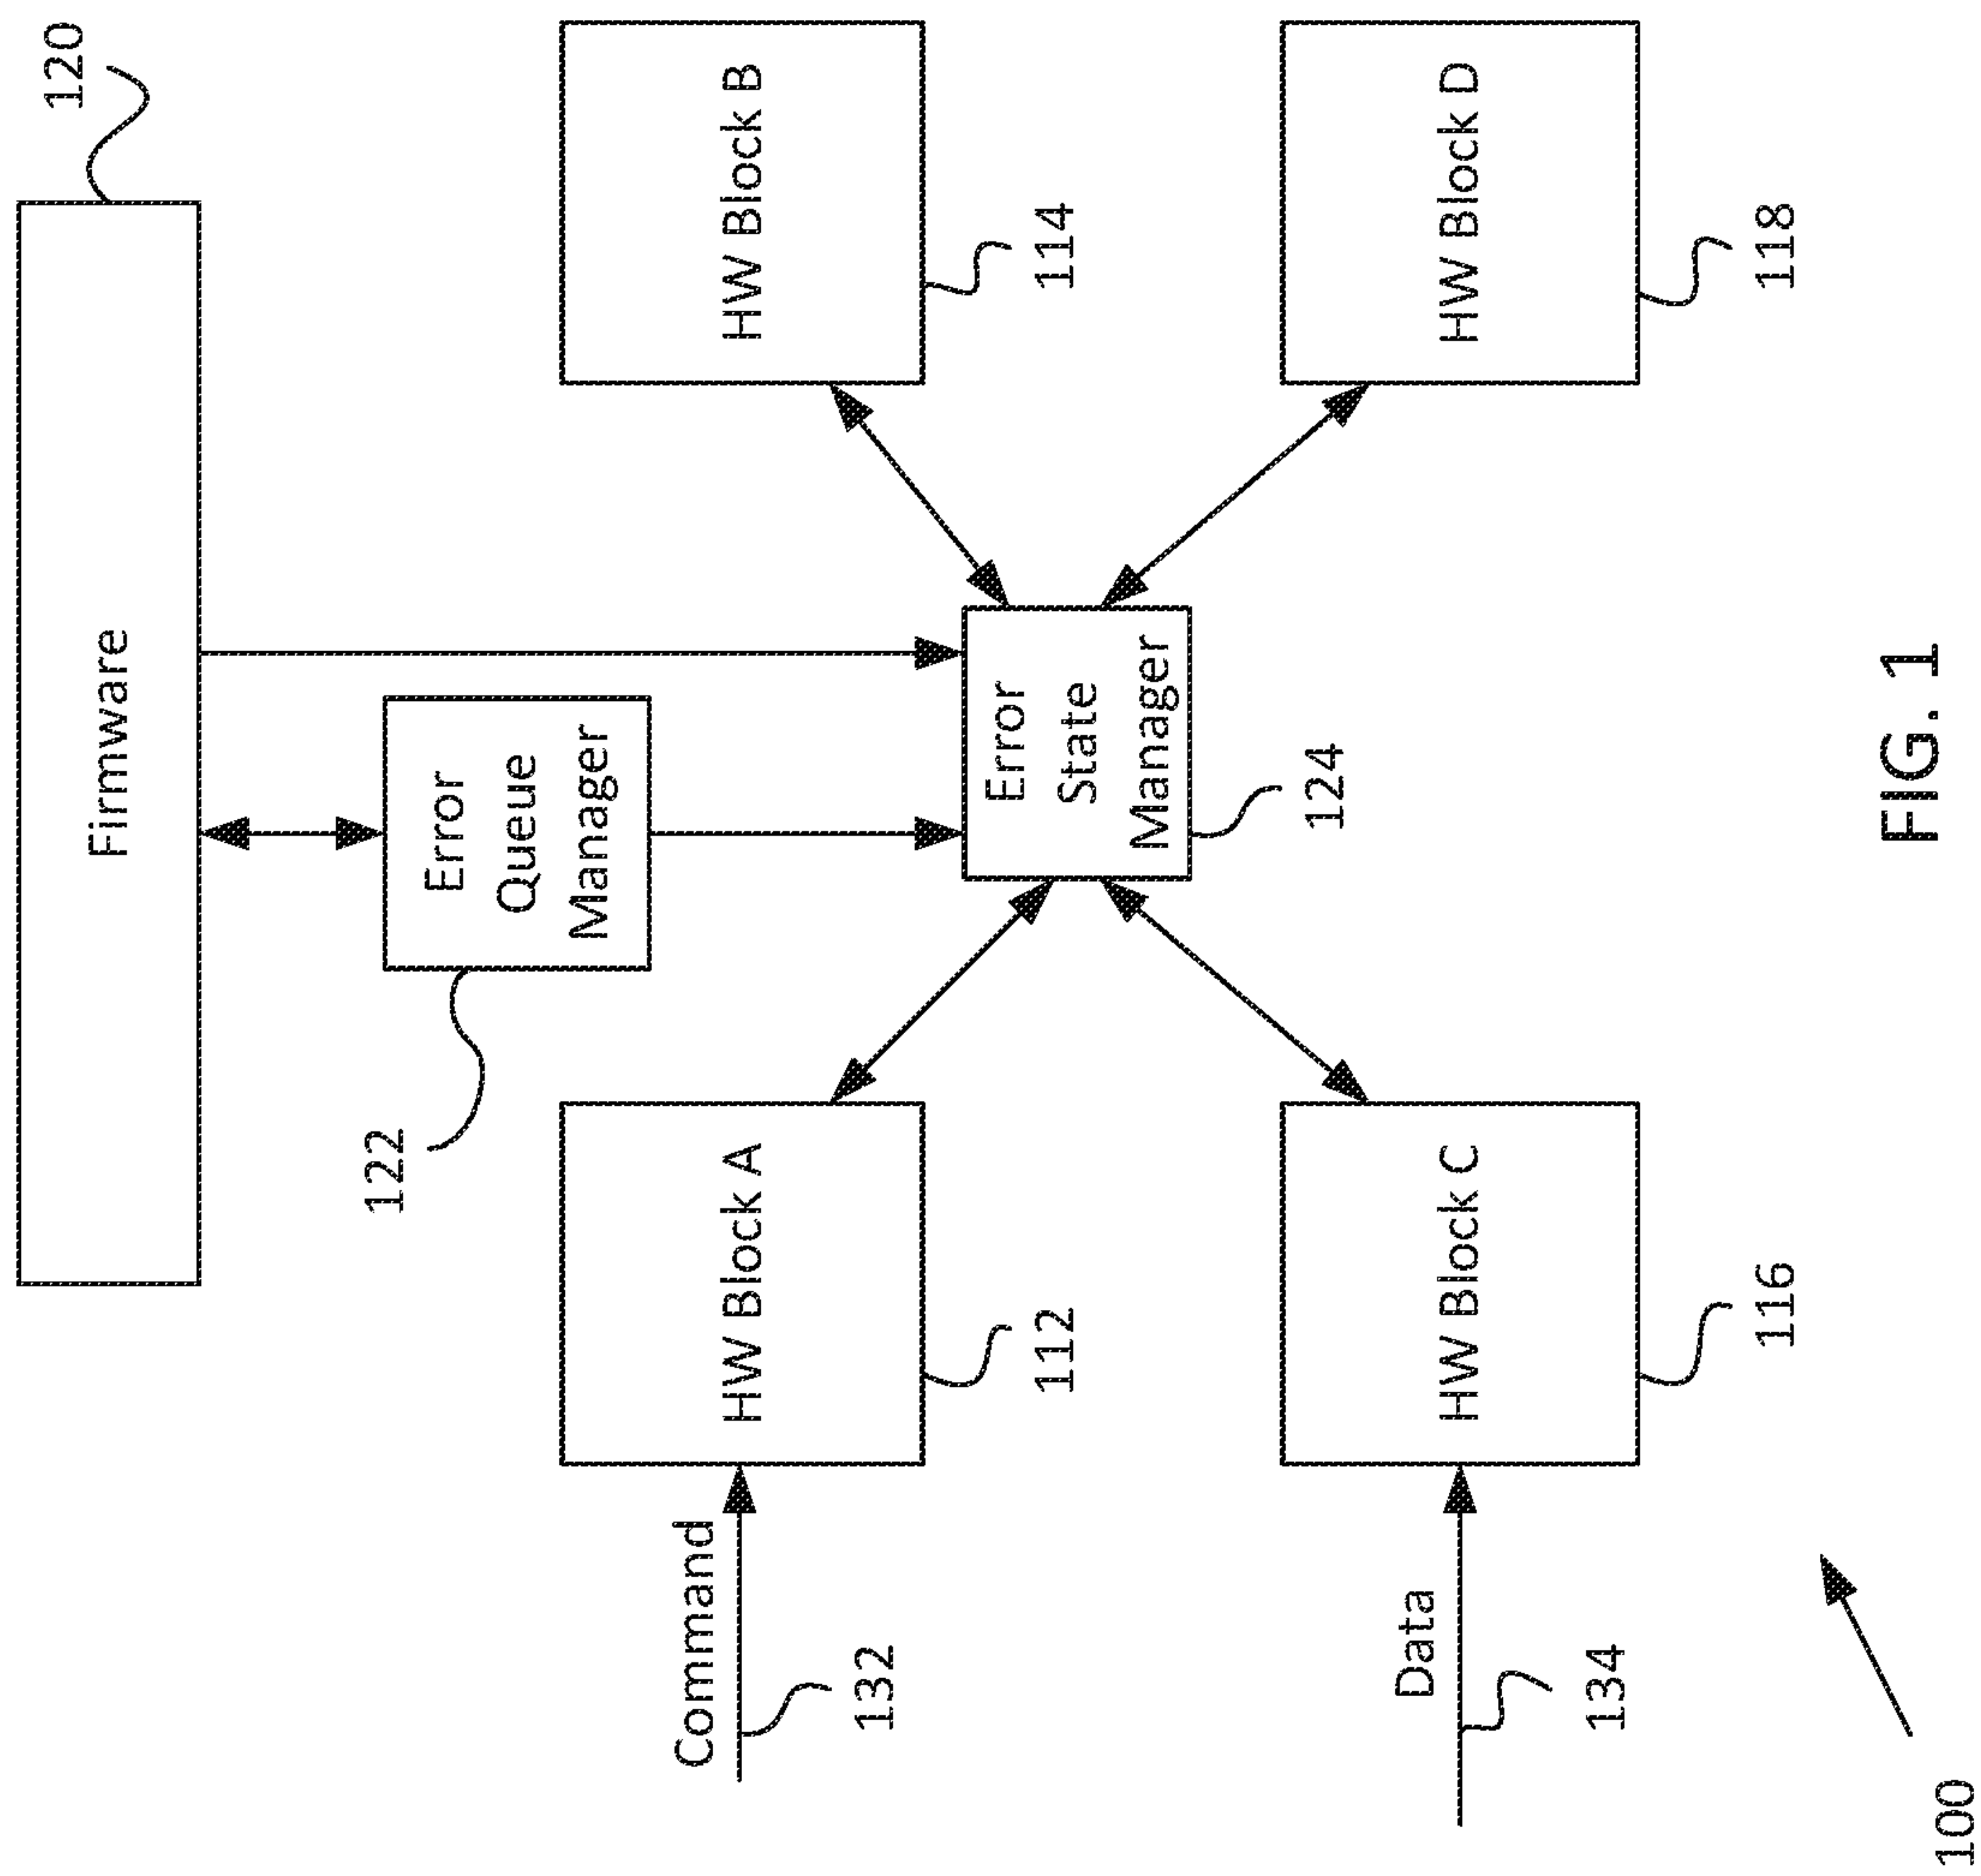 120
Firmware
122
Error
Queue
Manager
Command
132
HW Block A
112
HW Block B
114
Error
State
Manager
124
Data
134
HW Block C
116
HW Block D
118
100
FIG. 1